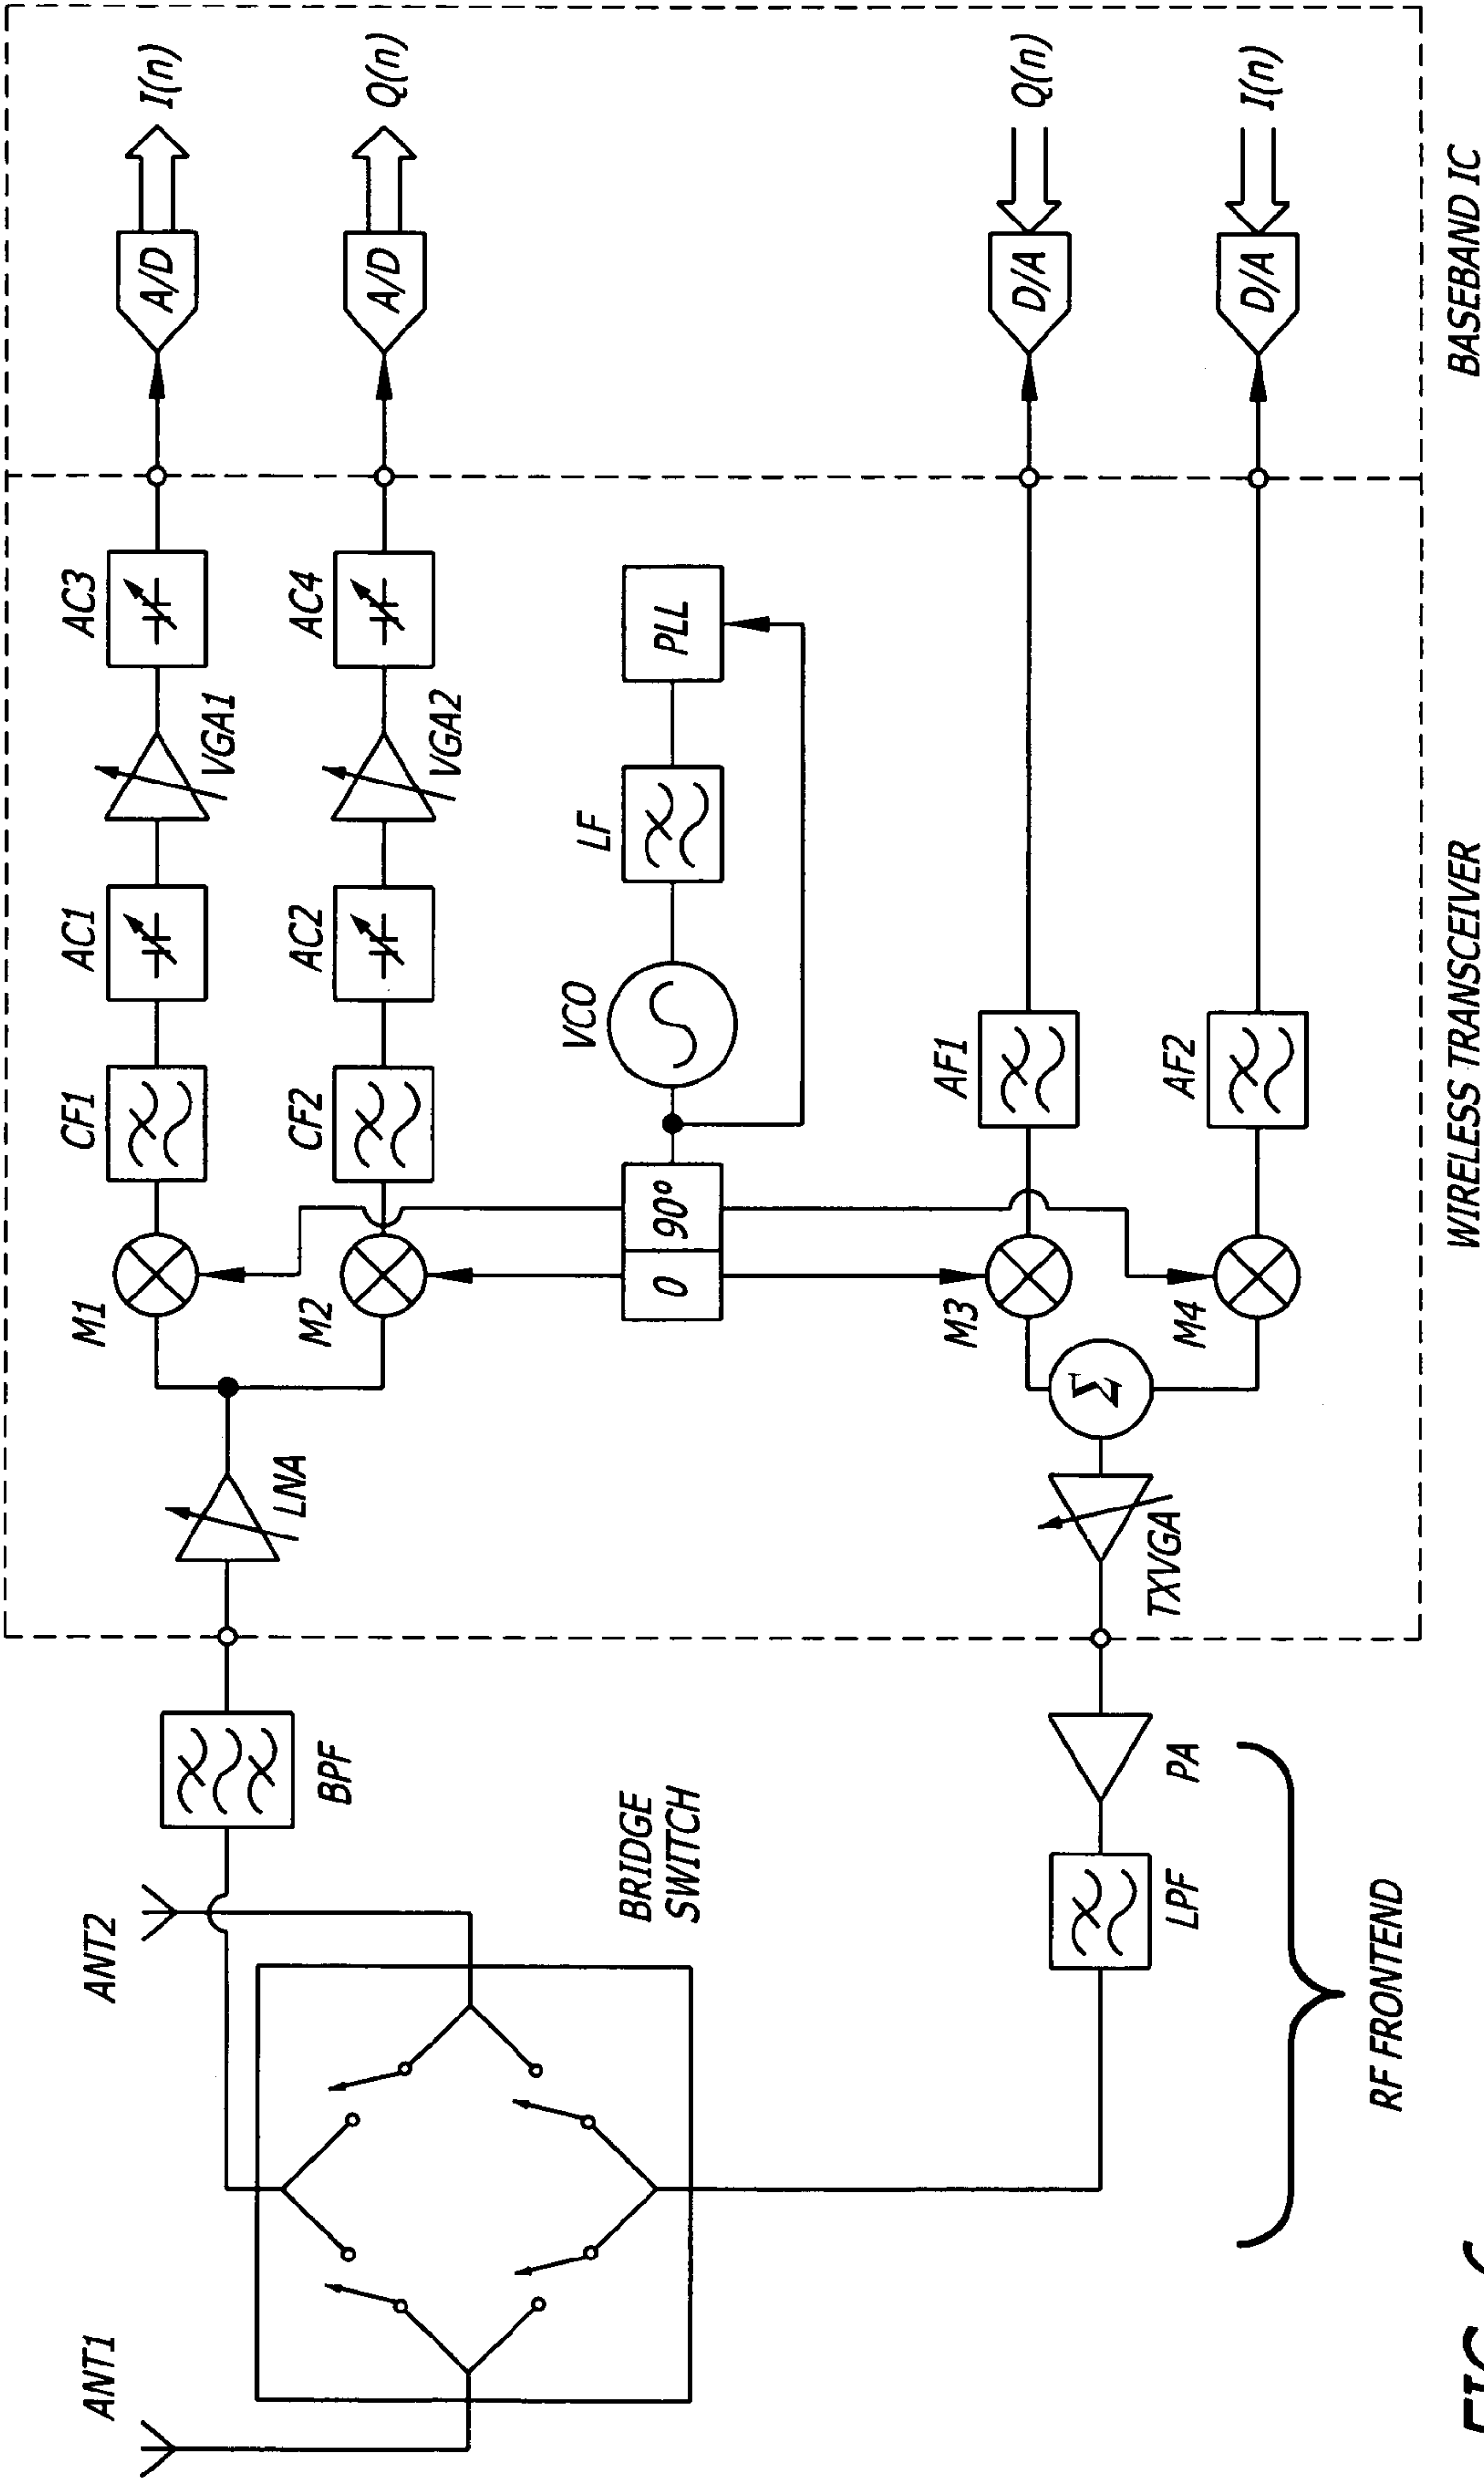 ANT1
ANT2
BRIDGE
SWITCH
BPF
LPF
PA
RF FRONTEND
LNA
TXVGA
M1
M2
0
90°
M3
M4
Σ
CF1
CF2
AC1
AC2
VGA1
VGA2
AC3
AC4
VCO
LF
PLL
AF1
AF2
WIRELESS TRANSCEIVER
A/D
I(n)
A/D
Q(n)
D/A
Q(n)
D/A
I(n)
BASEBAND IC